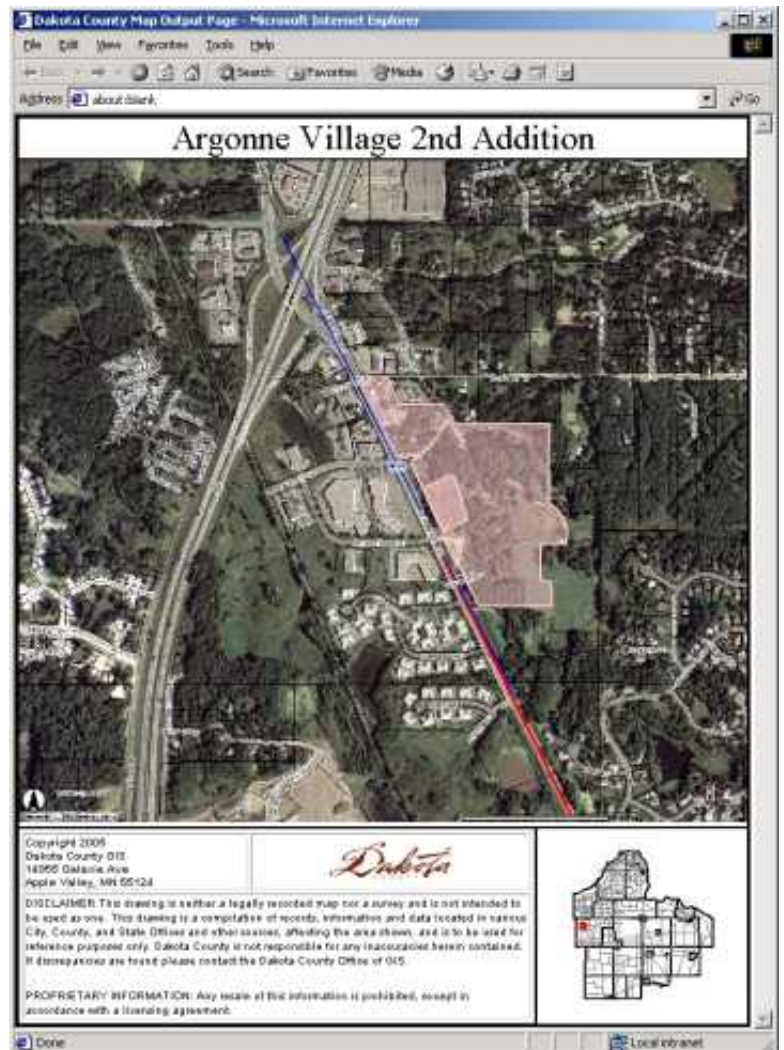 Dakota County Map Output Page - Microsoft Internet Explorer
File Edit View Favorites Tools Help
Search Favorites Media
Address about:blank Go
Argonne Village 2nd Addition
Copyright 2005
Dakota County GIS
14955 Galaxie Ave
Apple Valley, MN 55124
Dakota
DISCLAIMER: This drawing is neither a legally recorded map nor a survey and is not intended to
be used as one. This drawing is a compilation of records, information and data located in various
City, County, and State Offices and other sources, affecting the area shown, and is to be used for
reference purposes only. Dakota County is not responsible for any inaccuracies herein contained.
If discrepancies are found please contact the Dakota County Office of GIS.
PROPRIETARY INFORMATION: Any resale of this information is prohibited, except in
accordance with a licensing agreement.
Done Local intranet